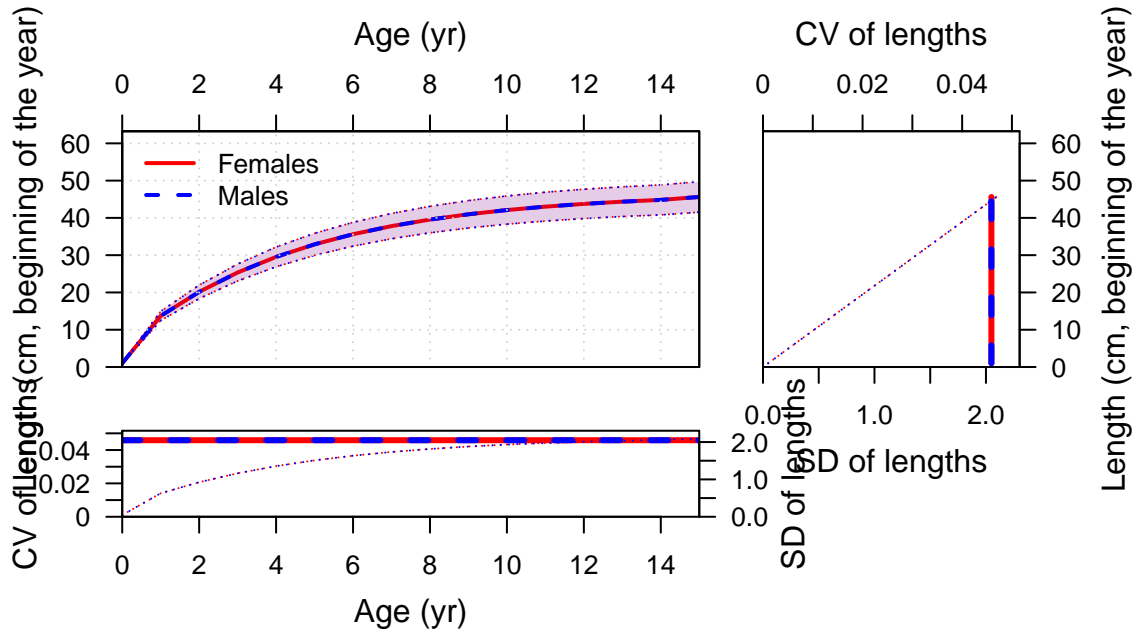 Age (yr)
CV of lengths
0 2 4 6 8 10 12 14
0 0.02 0.04
Length (cm, beginning of the year)
60
50
40
30
20
10
0
Females
Males
60
50
40
30
20
10
0
Length (cm, beginning of the year)
0.0 1.0 2.0
SD of lengths
CV of lengths
0.04
0.02
0
2.0
1.0
0.0
SD of lengths
0 2 4 6 8 10 12 14
Age (yr)